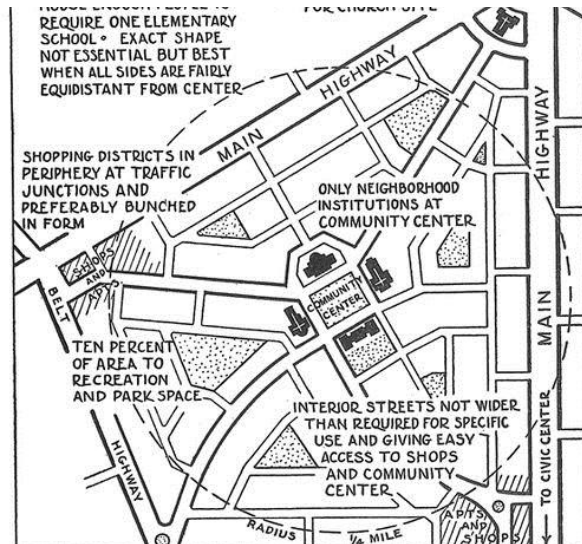 REQUIRE ONE ELEMENTARY
SCHOOL • EXACT SHAPE
NOT ESSENTIAL BUT BEST
WHEN ALL SIDES ARE FAIRLY
EQUIDISTANT FROM CENTER
FOR CHURCH SITE
MAIN HIGHWAY
SHOPPING DISTRICTS IN
PERIPHERY AT TRAFFIC
JUNCTIONS AND
PREFERABLY BUNCHED
IN FORM
ONLY NEIGHBORHOOD
INSTITUTIONS AT
COMMUNITY CENTER
SHOPS
AND
APTS
COMMUNITY
CENTER
BELT
HIGHWAY
MAIN
HIGHWAY
TEN PERCENT
OF AREA TO
RECREATION
AND PARK SPACE
INTERIOR STREETS NOT WIDER
THAN REQUIRED FOR SPECIFIC
USE AND GIVING EASY
ACCESS TO SHOPS
AND COMMUNITY
CENTER
TO CIVIC CENTER
RADIUS 1/4 MILE
APTS
AND
SHOPS